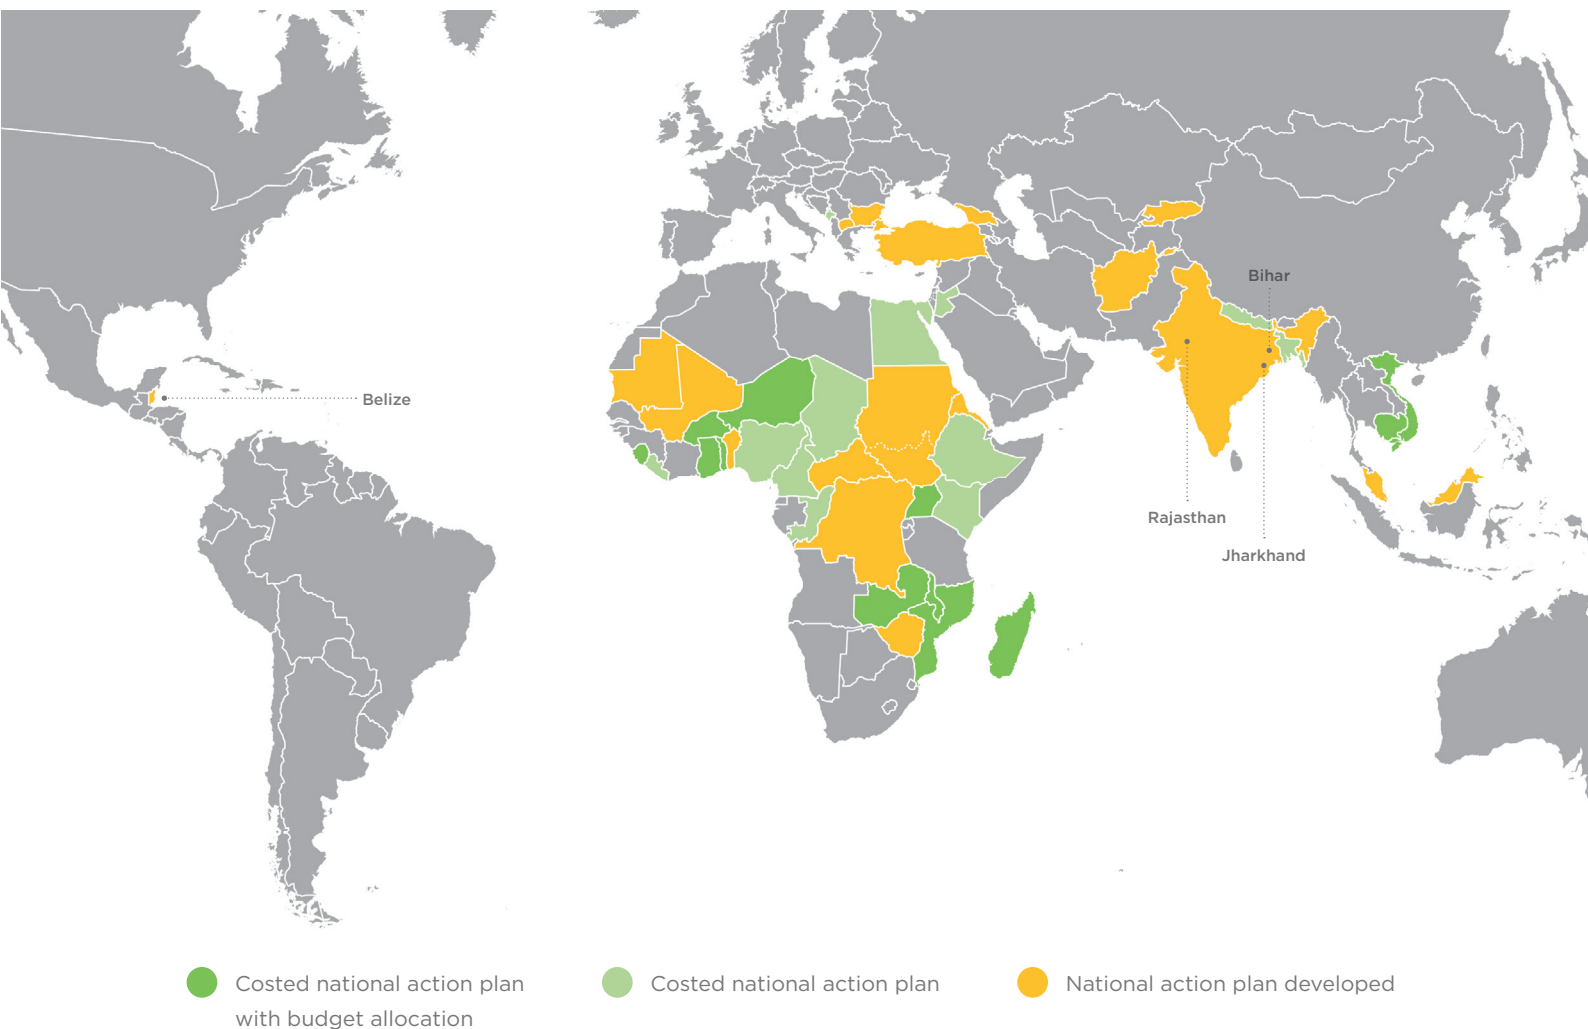 Bihar
Belize
Rajasthan
Jharkhand
Costed national action plan
with budget allocation
Costed national action plan
National action plan developed